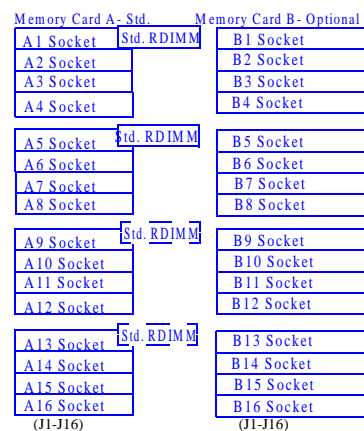 Memory Card A- Std. Memory Card B- Optional
A1 Socket Std. RDIMM B1 Socket
A2 Socket B2 Socket
A3 Socket B3 Socket
A4 Socket B4 Socket
A5 Socket Std. RDIMM B5 Socket
A6 Socket B6 Socket
A7 Socket B7 Socket
A8 Socket B8 Socket
A9 Socket Std. RDIMM B9 Socket
A10 Socket B10 Socket
A11 Socket B11 Socket
A12 Socket B12 Socket
A13 Socket Std. RDIMM B13 Socket
A14 Socket B14 Socket
A15 Socket B15 Socket
A16 Socket B16 Socket
(J1-J16) (J1-J16)